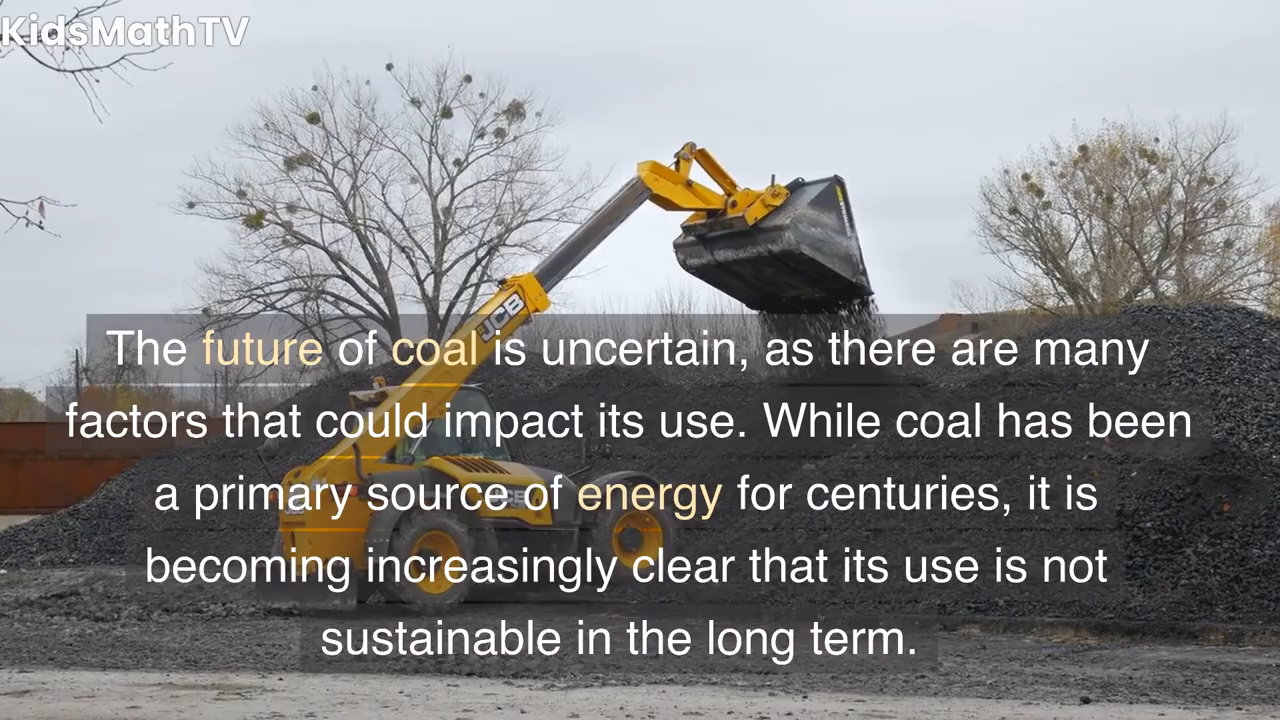 KidsMathTV
JCB
The future of coal is uncertain, as there are many
factors that could impact its use. While coal has been
a primary source of energy for centuries, it is
becoming increasingly clear that its use is not
sustainable in the long term.